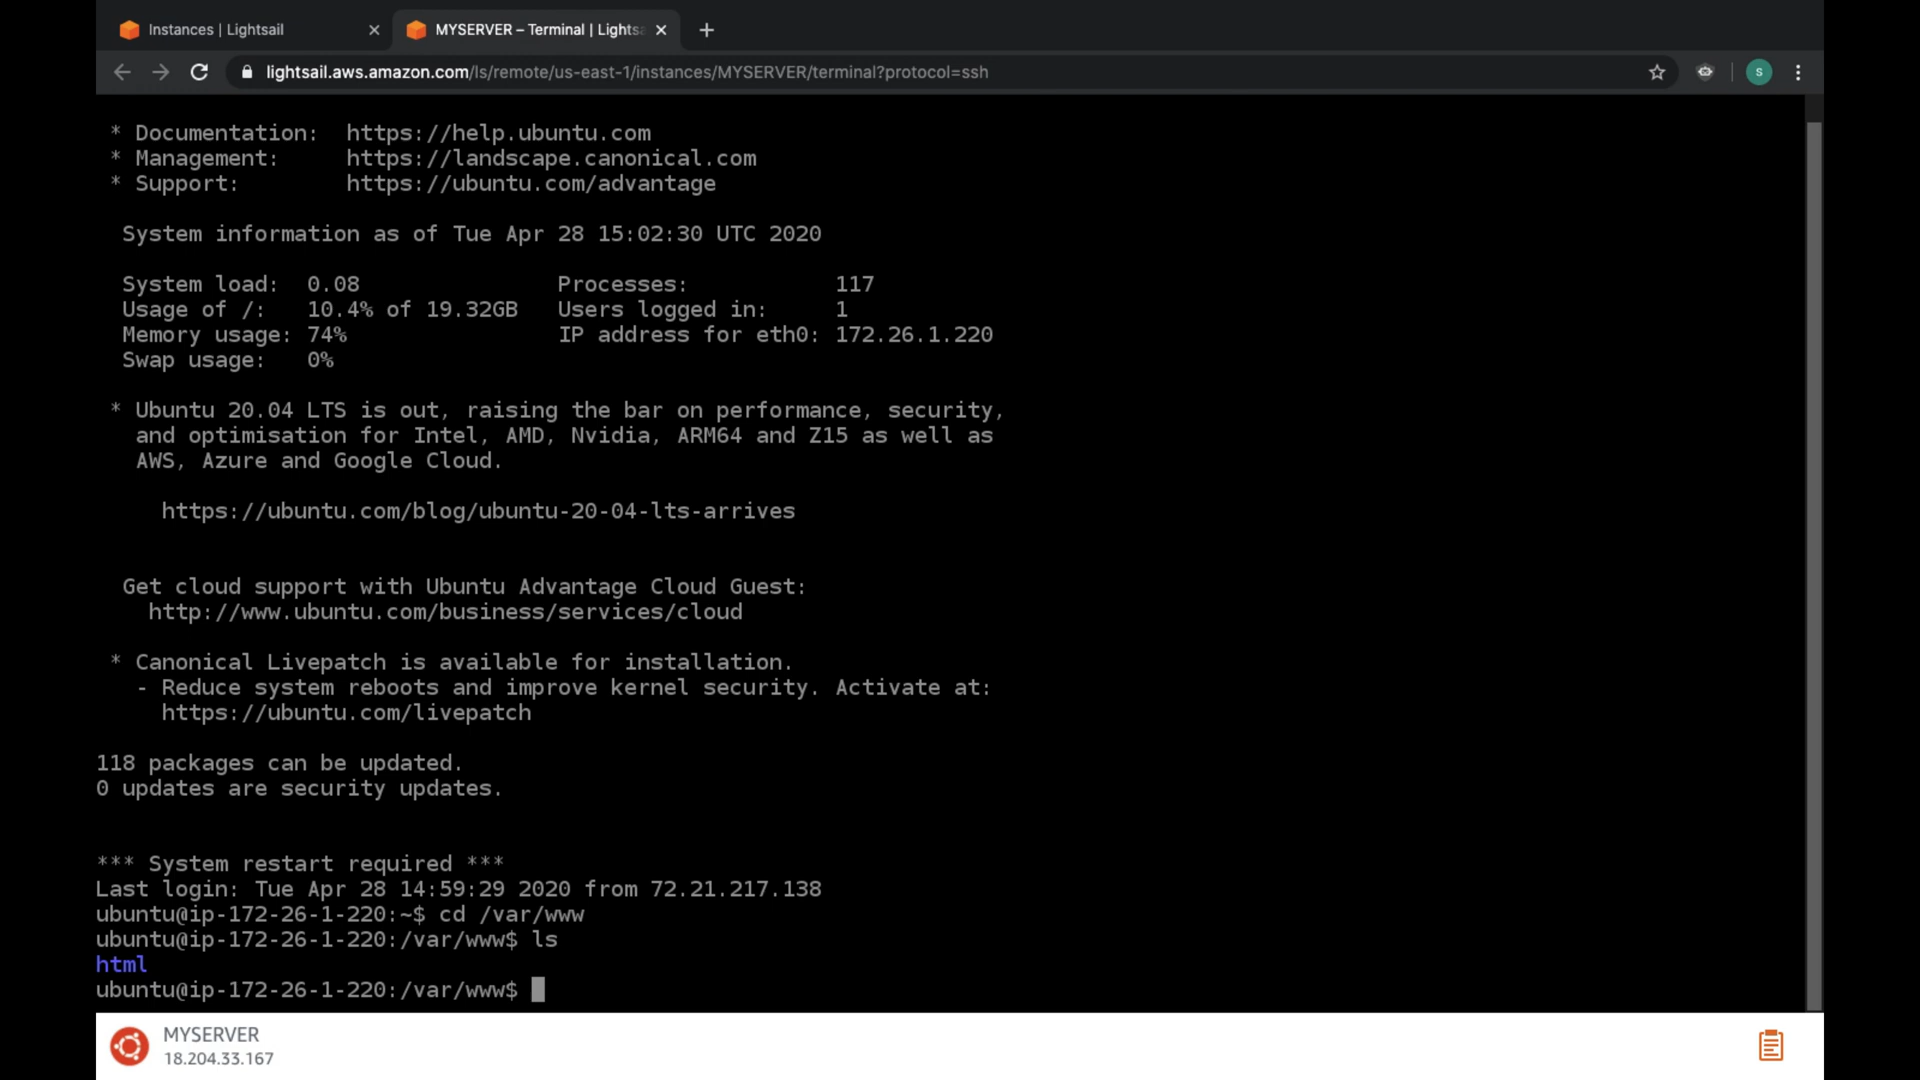 Instances | Lightsail
MYSERVER – Terminal | Lights
lightsail.aws.amazon.com/ls/remote/us-east-1/instances/MYSERVER/terminal?protocol=ssh
S
* Documentation:  https://help.ubuntu.com
* Management:     https://landscape.canonical.com
* Support:        https://ubuntu.com/advantage
System information as of Tue Apr 28 15:02:30 UTC 2020
System load:  0.08               Processes:           117
Usage of /:   10.4% of 19.32GB   Users logged in:     1
Memory usage: 74%                IP address for eth0: 172.26.1.220
Swap usage:   0%
* Ubuntu 20.04 LTS is out, raising the bar on performance, security,
and optimisation for Intel, AMD, Nvidia, ARM64 and Z15 as well as
AWS, Azure and Google Cloud.
https://ubuntu.com/blog/ubuntu-20-04-lts-arrives
Get cloud support with Ubuntu Advantage Cloud Guest:
http://www.ubuntu.com/business/services/cloud
* Canonical Livepatch is available for installation.
- Reduce system reboots and improve kernel security. Activate at:
https://ubuntu.com/livepatch
118 packages can be updated.
0 updates are security updates.
*** System restart required ***
Last login: Tue Apr 28 14:59:29 2020 from 72.21.217.138
ubuntu@ip-172-26-1-220:~$ cd /var/www
ubuntu@ip-172-26-1-220:/var/www$ ls
html
ubuntu@ip-172-26-1-220:/var/www$
MYSERVER
18.204.33.167